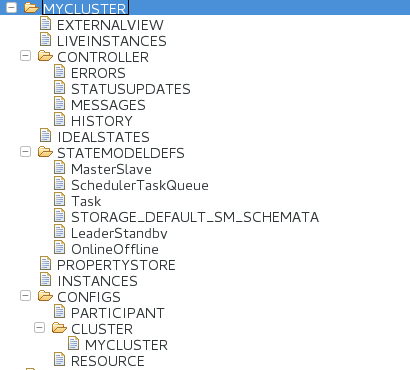 MYCLUSTER
EXTERNALVIEW
LIVEINSTANCES
CONTROLLER
ERRORS
STATUSUPDATES
MESSAGES
HISTORY
IDEALSTATES
STATEMODELDEFS
MasterSlave
SchedulerTaskQueue
Task
STORAGE_DEFAULT_SM_SCHEMATA
LeaderStandby
OnlineOffline
PROPERTYSTORE
INSTANCES
CONFIGS
PARTICIPANT
CLUSTER
MYCLUSTER
RESOURCE